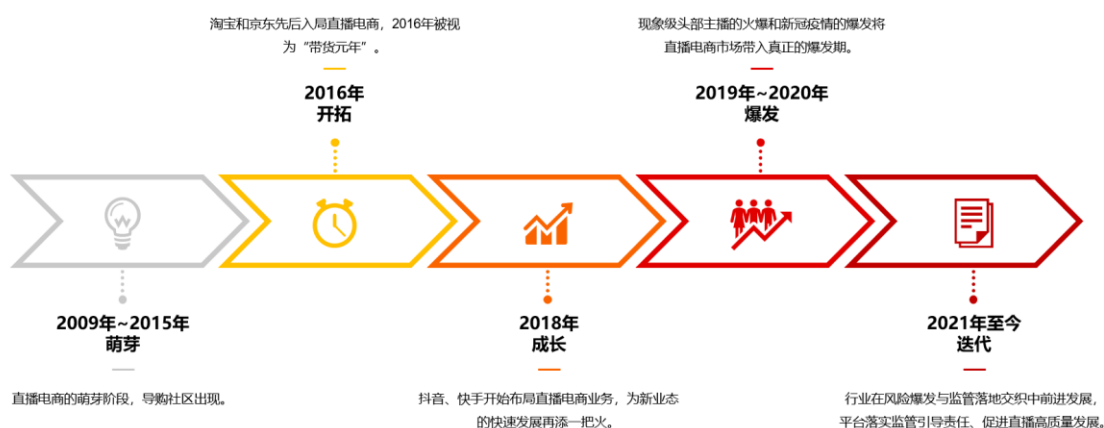 淘宝和京东先后入局直播电商，2016年被视
为“带货元年”。
2016年
开拓
现象级头部主播的火爆和新冠疫情的爆发将
直播电商市场带入真正的爆发期。
2019年~2020年
爆发
2009年~2015年
萌芽
直播电商的萌芽阶段，导购社区出现。
2018年
成长
抖音、快手开始布局直播电商业务，为新业态
的快速发展再添一把火。
2021年至今
迭代
行业在风险爆发与监管落地交织中前进发展，
平台落实监管引导责任、促进直播高质量发展。